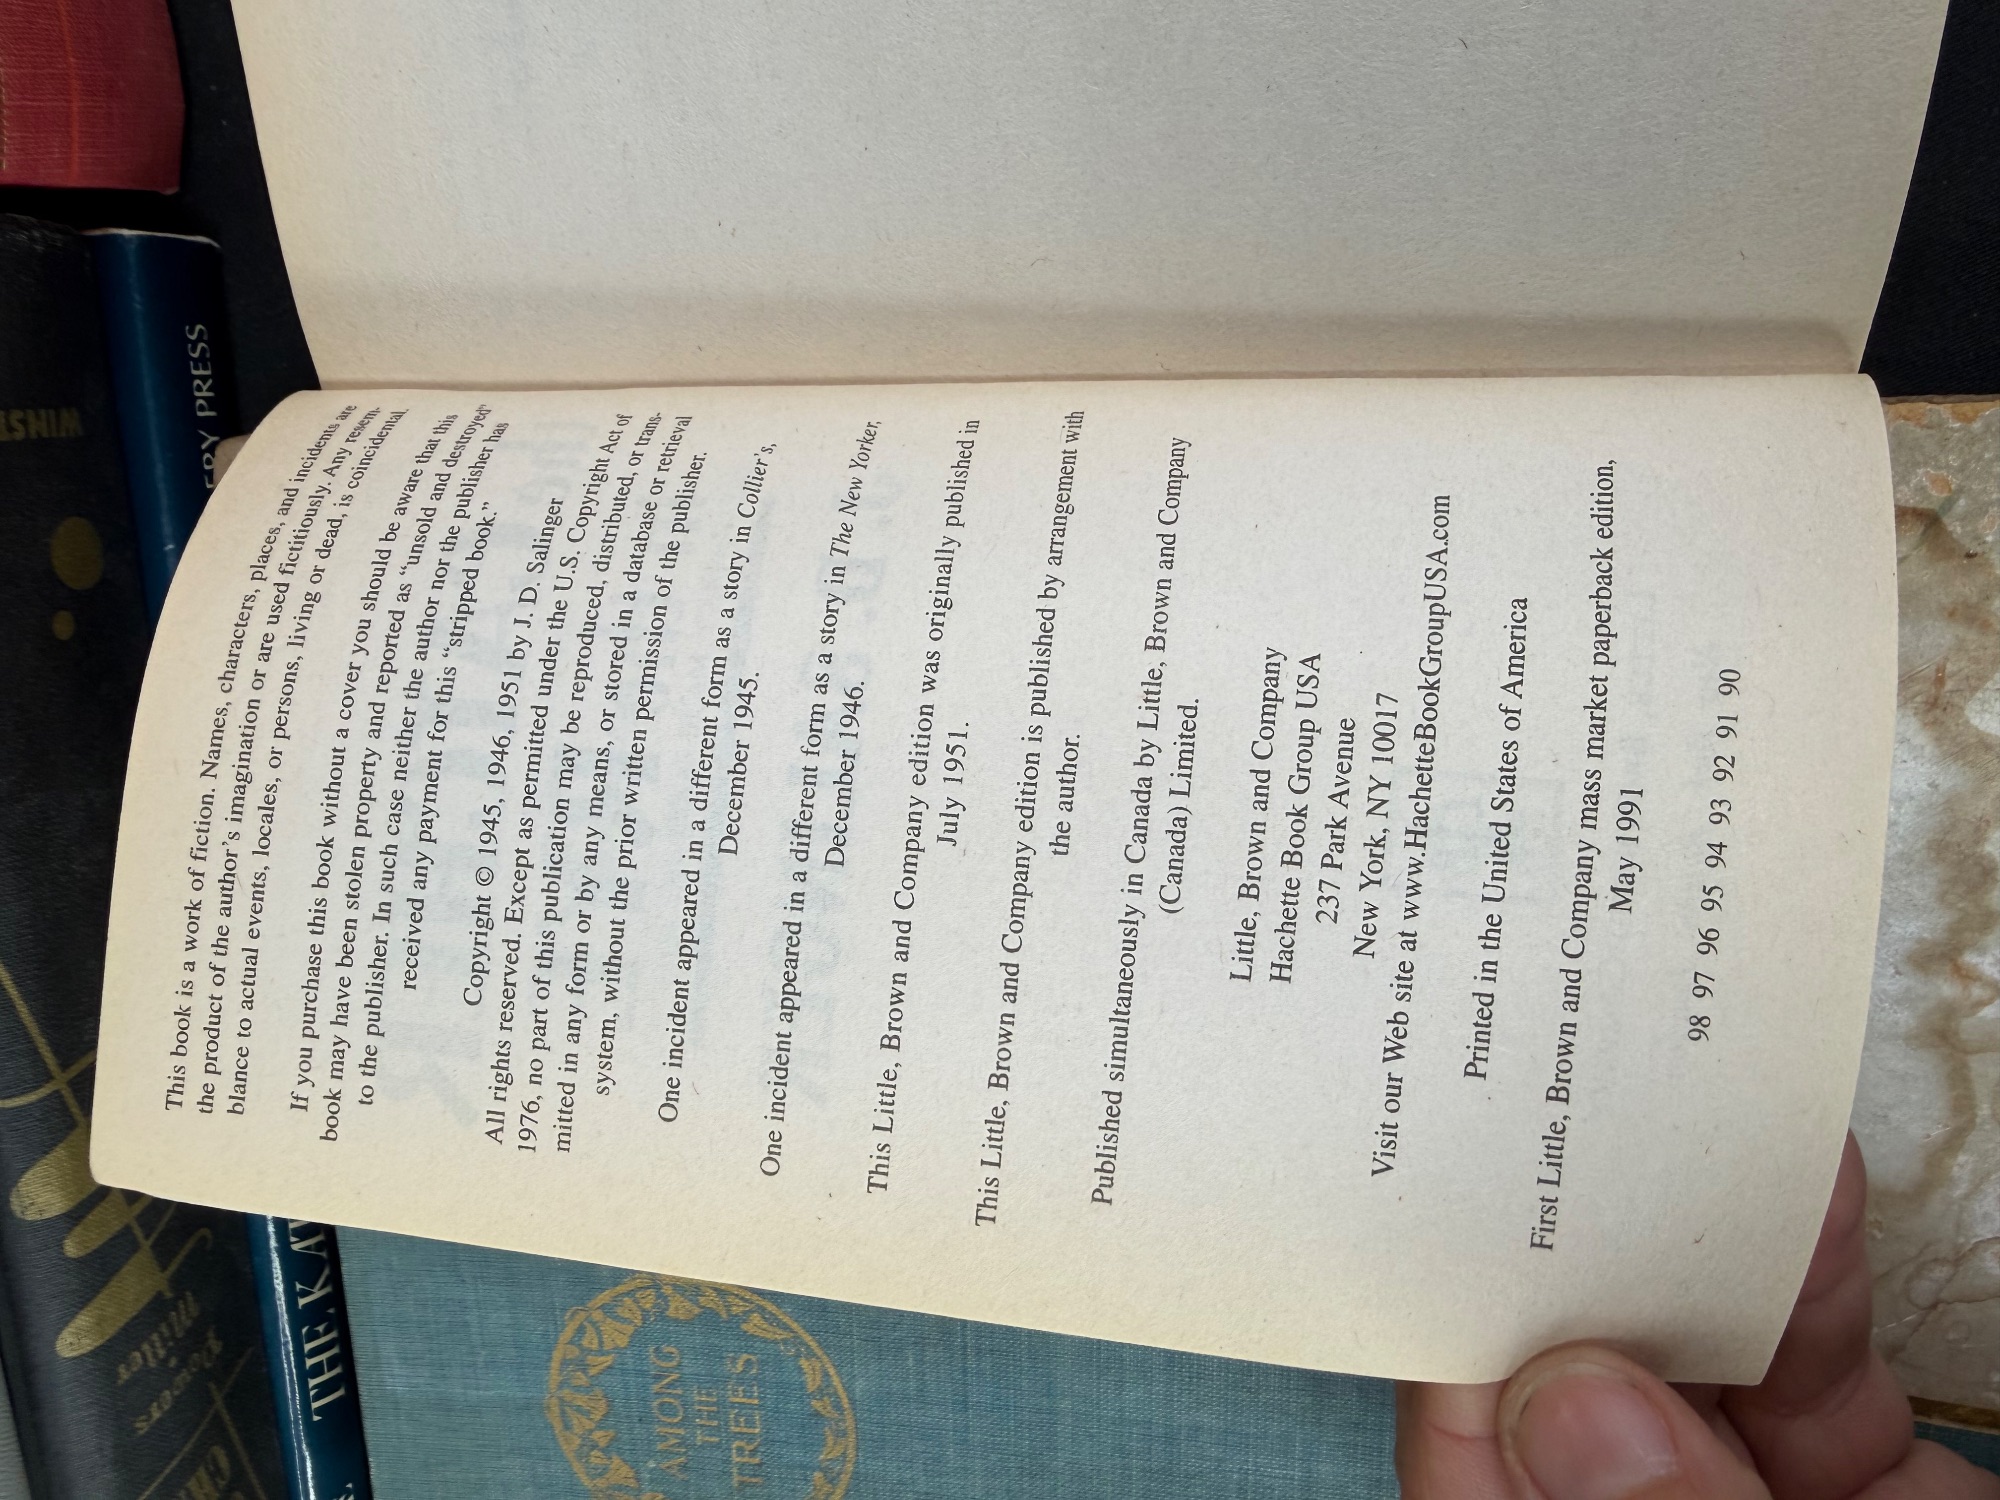 This book is a work of fiction. Names, characters, places, and incidents are
the product of the author's imagination or are used fictitiously. Any resem-
blance to actual events, locales, or persons, living or dead, is coincidental.
If you purchase this book without a cover you should be aware that this
book may have been stolen property and reported as “unsold and destroyed”
to the publisher. In such case neither the author nor the publisher has
received any payment for this “stripped book.”
Copyright © 1945, 1946, 1951 by J. D. Salinger
All rights reserved. Except as permitted under the U.S. Copyright Act of
1976, no part of this publication may be reproduced, distributed, or trans-
mitted in any form or by any means, or stored in a database or retrieval
system, without the prior written permission of the publisher.
One incident appeared in a different form as a story in Collier's,
December 1945.
One incident appeared in a different form as a story in The New Yorker,
December 1946.
This Little, Brown and Company edition was originally published in
July 1951.
This Little, Brown and Company edition is published by arrangement with
the author.
Published simultaneously in Canada by Little, Brown and Company
(Canada) Limited.
Little, Brown and Company
Hachette Book Group USA
237 Park Avenue
New York, NY 10017
Visit our Web site at www.HachetteBookGroupUSA.com
Printed in the United States of America
First Little, Brown and Company mass market paperback edition,
May 1991
98 97 96 95 94 93 92 91 90
AMONG
THE
TREES
THE
PRESS
Miller